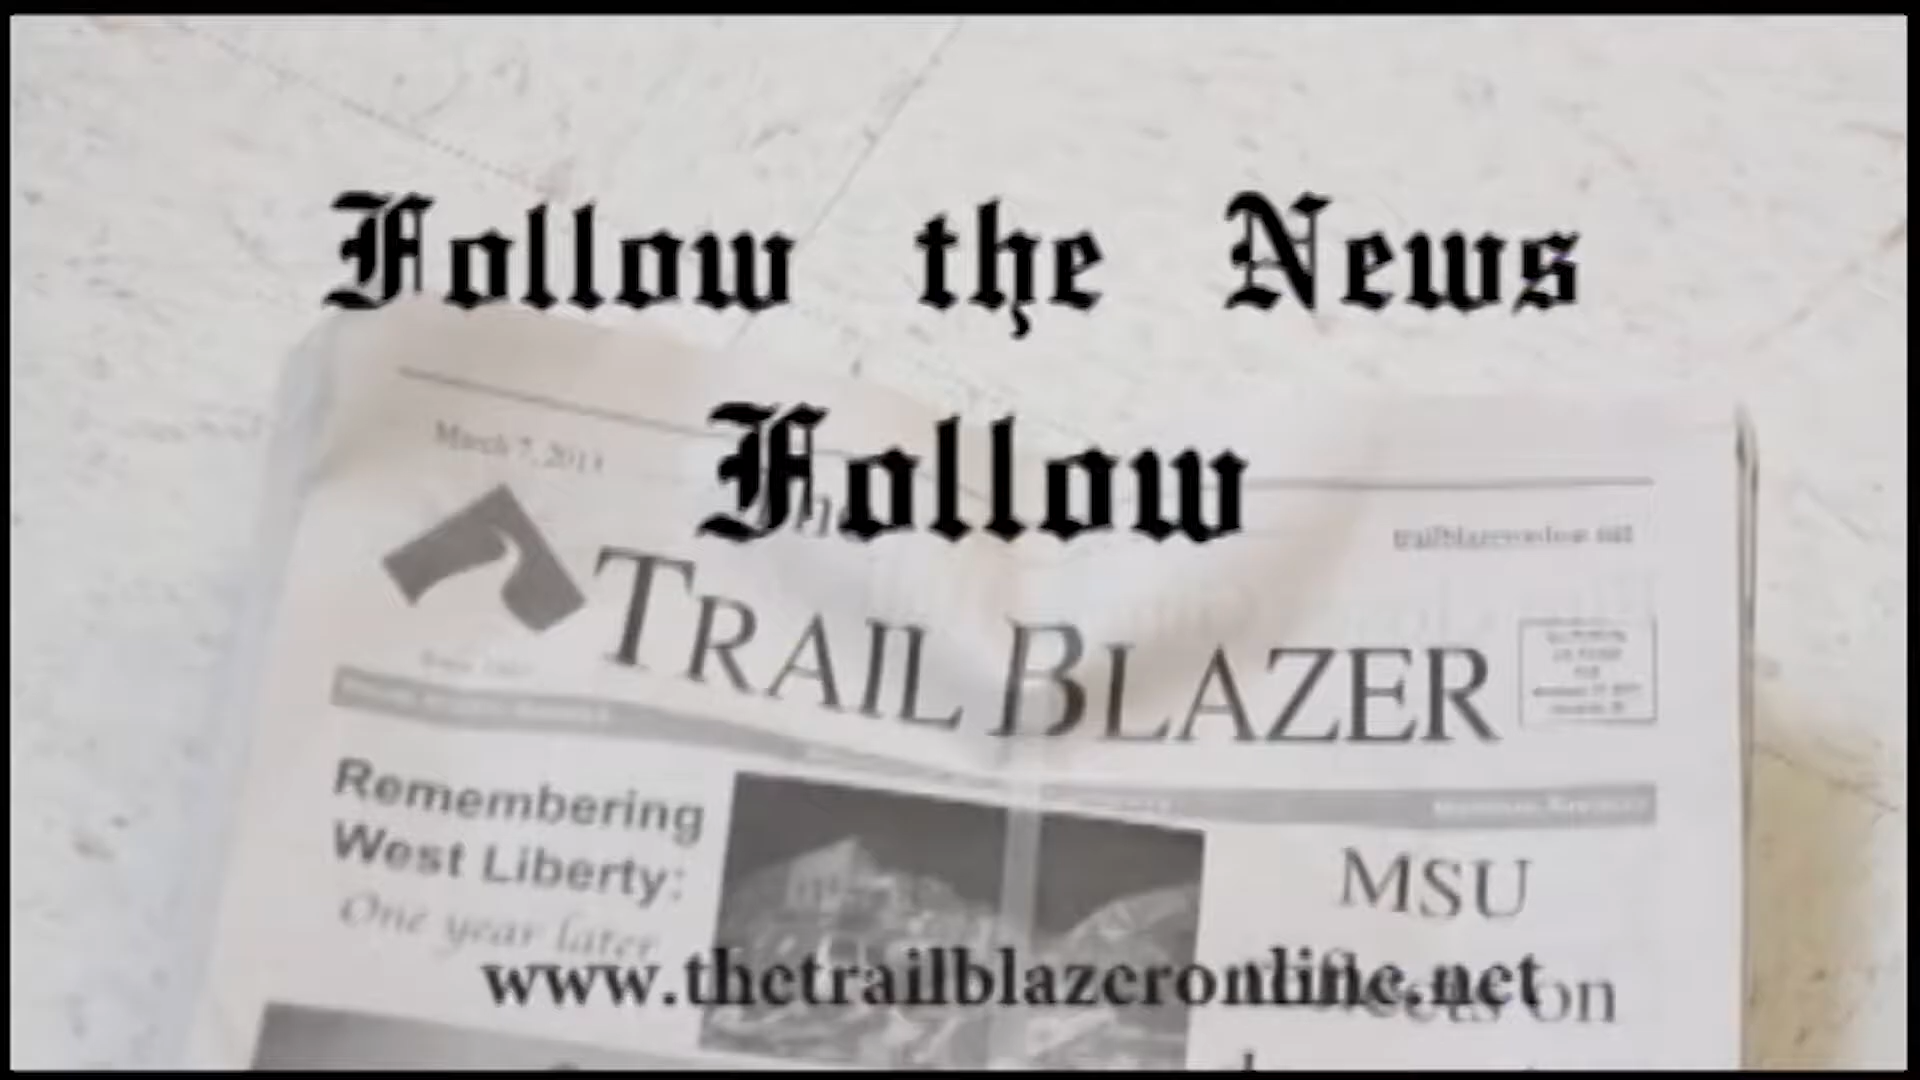 Follow the News
Follow
March 7, 2013
TRAIL BLAZER
Remembering
West Liberty:
One year later
MSU
on
www.thetrailblazeronline.net